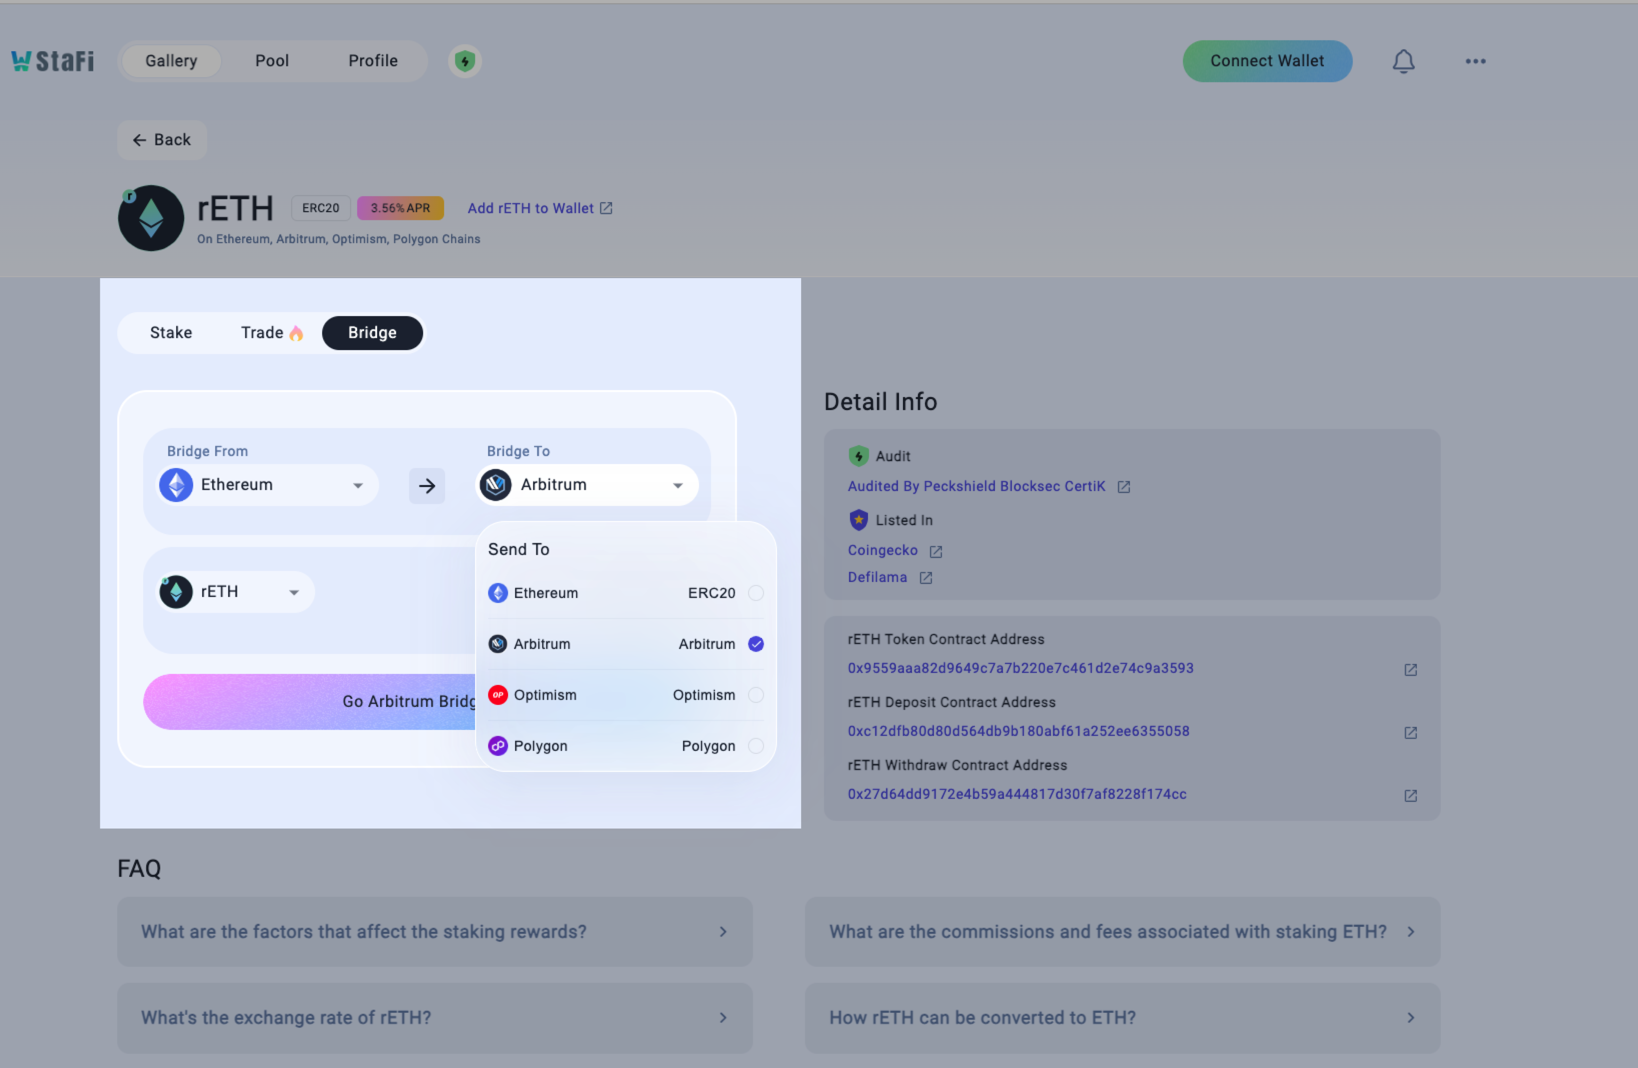 StaFi
Gallery
Pool
Profile
Connect Wallet
Back
r
rETH
ERC20
3.56% APR
Add rETH to Wallet
On Ethereum, Arbitrum, Optimism, Polygon Chains
Stake
Trade
Bridge
Bridge From
Ethereum
Bridge To
Arbitrum
rETH
Go Arbitrum Bridg
Send To
Ethereum
ERC20
Arbitrum
Arbitrum
OP
Optimism
Optimism
Polygon
Polygon
Detail Info
Audit
Audited By Peckshield Blocksec CertiK
Listed In
Coingecko
Defilama
rETH Token Contract Address
0x9559aaa82d9649c7a7b220e7c461d2e74c9a3593
rETH Deposit Contract Address
0xc12dfb80d80d564db9b180abf61a252ee6355058
rETH Withdraw Contract Address
0x27d64dd9172e4b59a444817d30f7af8228f174cc
FAQ
What are the factors that affect the staking rewards?
What are the commissions and fees associated with staking ETH?
What's the exchange rate of rETH?
How rETH can be converted to ETH?